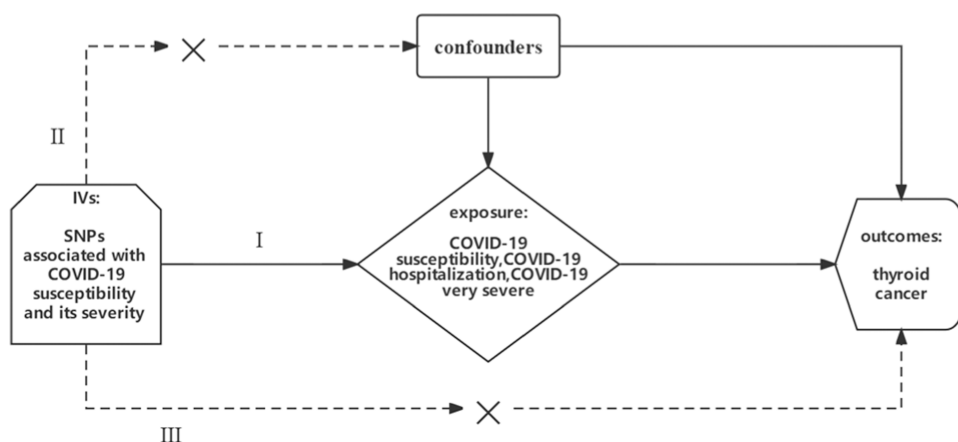 confounders
II
IVs:
SNPs
associated with
COVID-19
susceptibility
and its severity
I
exposure:
COVID-19
susceptibility,COVID-19
hospitalization,COVID-19
very severe
outcomes:
thyroid
cancer
III